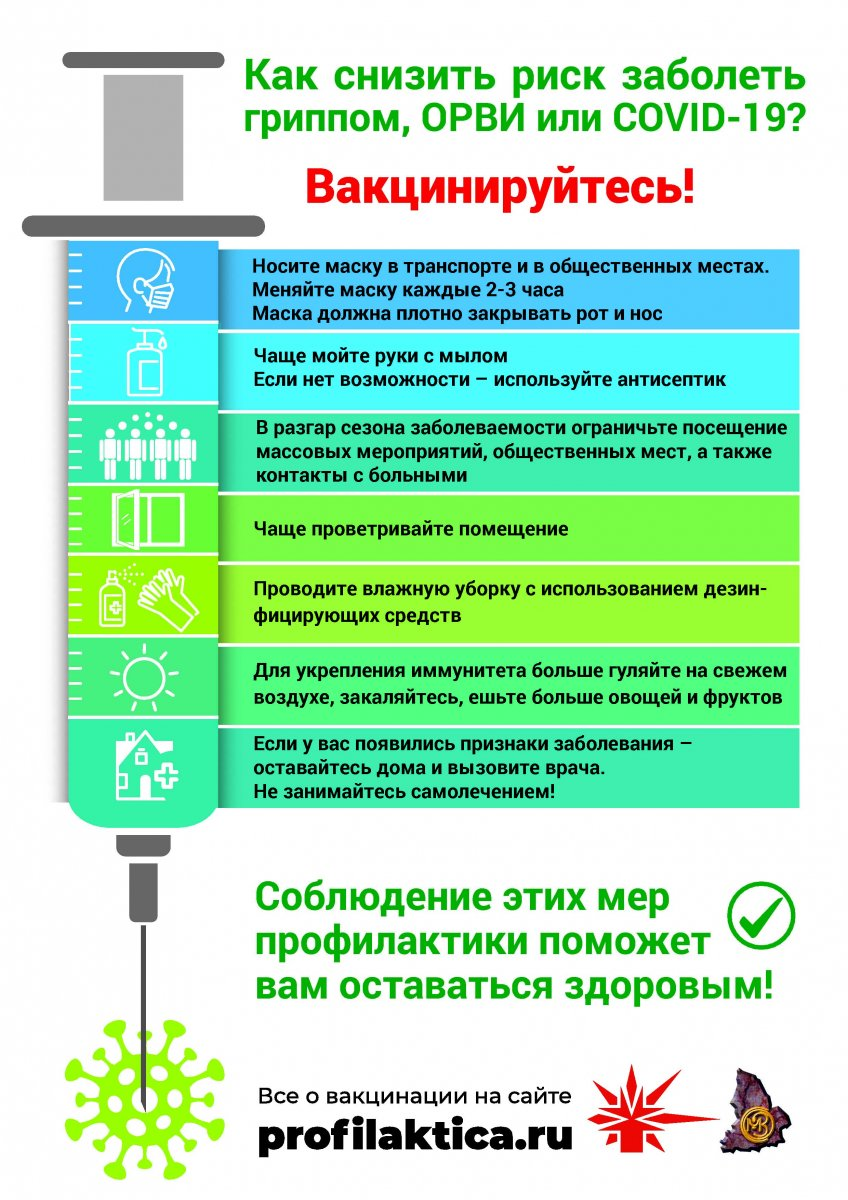 Как снизить риск заболеть
гриппом, ОРВИ или COVID-19?
Вакцинируйтесь!
Носите маску в транспорте и в общественных местах.
Меняйте маску каждые 2-3 часа
Маска должна плотно закрывать рот и нос
Чаще мойте руки с мылом
Если нет возможности – используйте антисептик
В разгар сезона заболеваемости ограничьте посещение
массовых мероприятий, общественных мест, а также
контакты с больными
Чаще проветривайте помещение
Проводите влажную уборку с использованием дезин-
фицирующих средств
Для укрепления иммунитета больше гуляйте на свежем
воздухе, закаляйтесь, ешьте больше овощей и фруктов
Если у вас появились признаки заболевания –
оставайтесь дома и вызовите врача.
Не занимайтесь самолечением!
Соблюдение этих мер
профилактики поможет
вам оставаться здоровым!
Все о вакцинации на сайте
profilaktica.ru